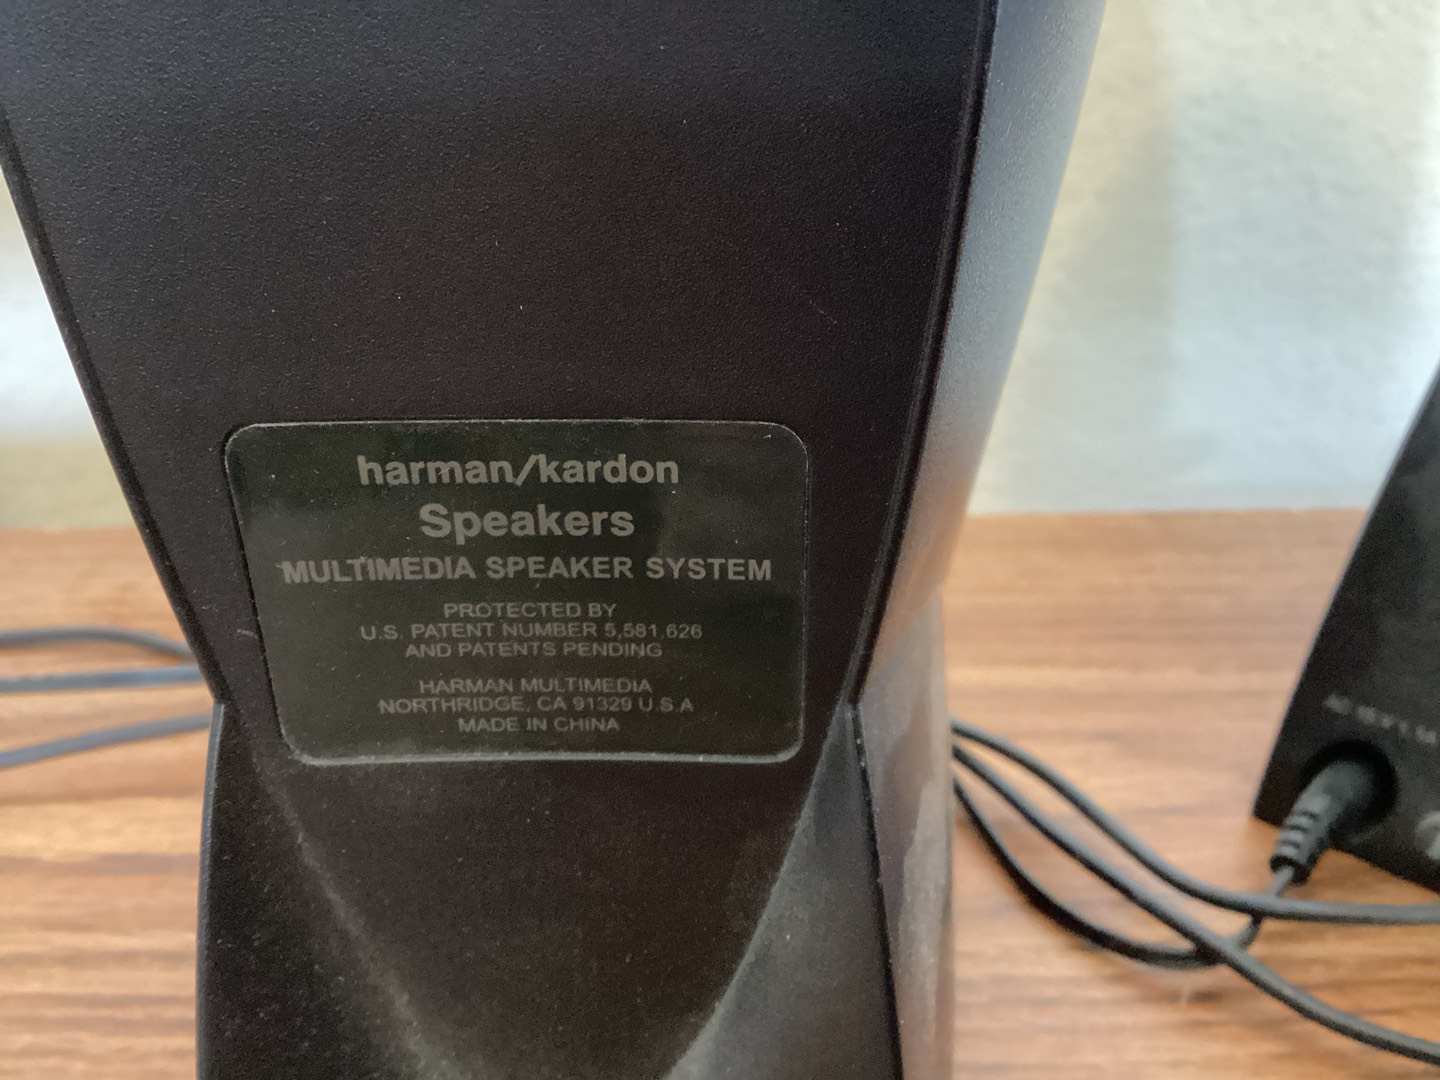 harman/kardon
Speakers
MULTIMEDIA SPEAKER SYSTEM
PROTECTED BY
U.S. PATENT NUMBER 5,581,626
AND PATENTS PENDING
HARMAN MULTIMEDIA
NORTHRIDGE, CA 91329 U.S.A
MADE IN CHINA